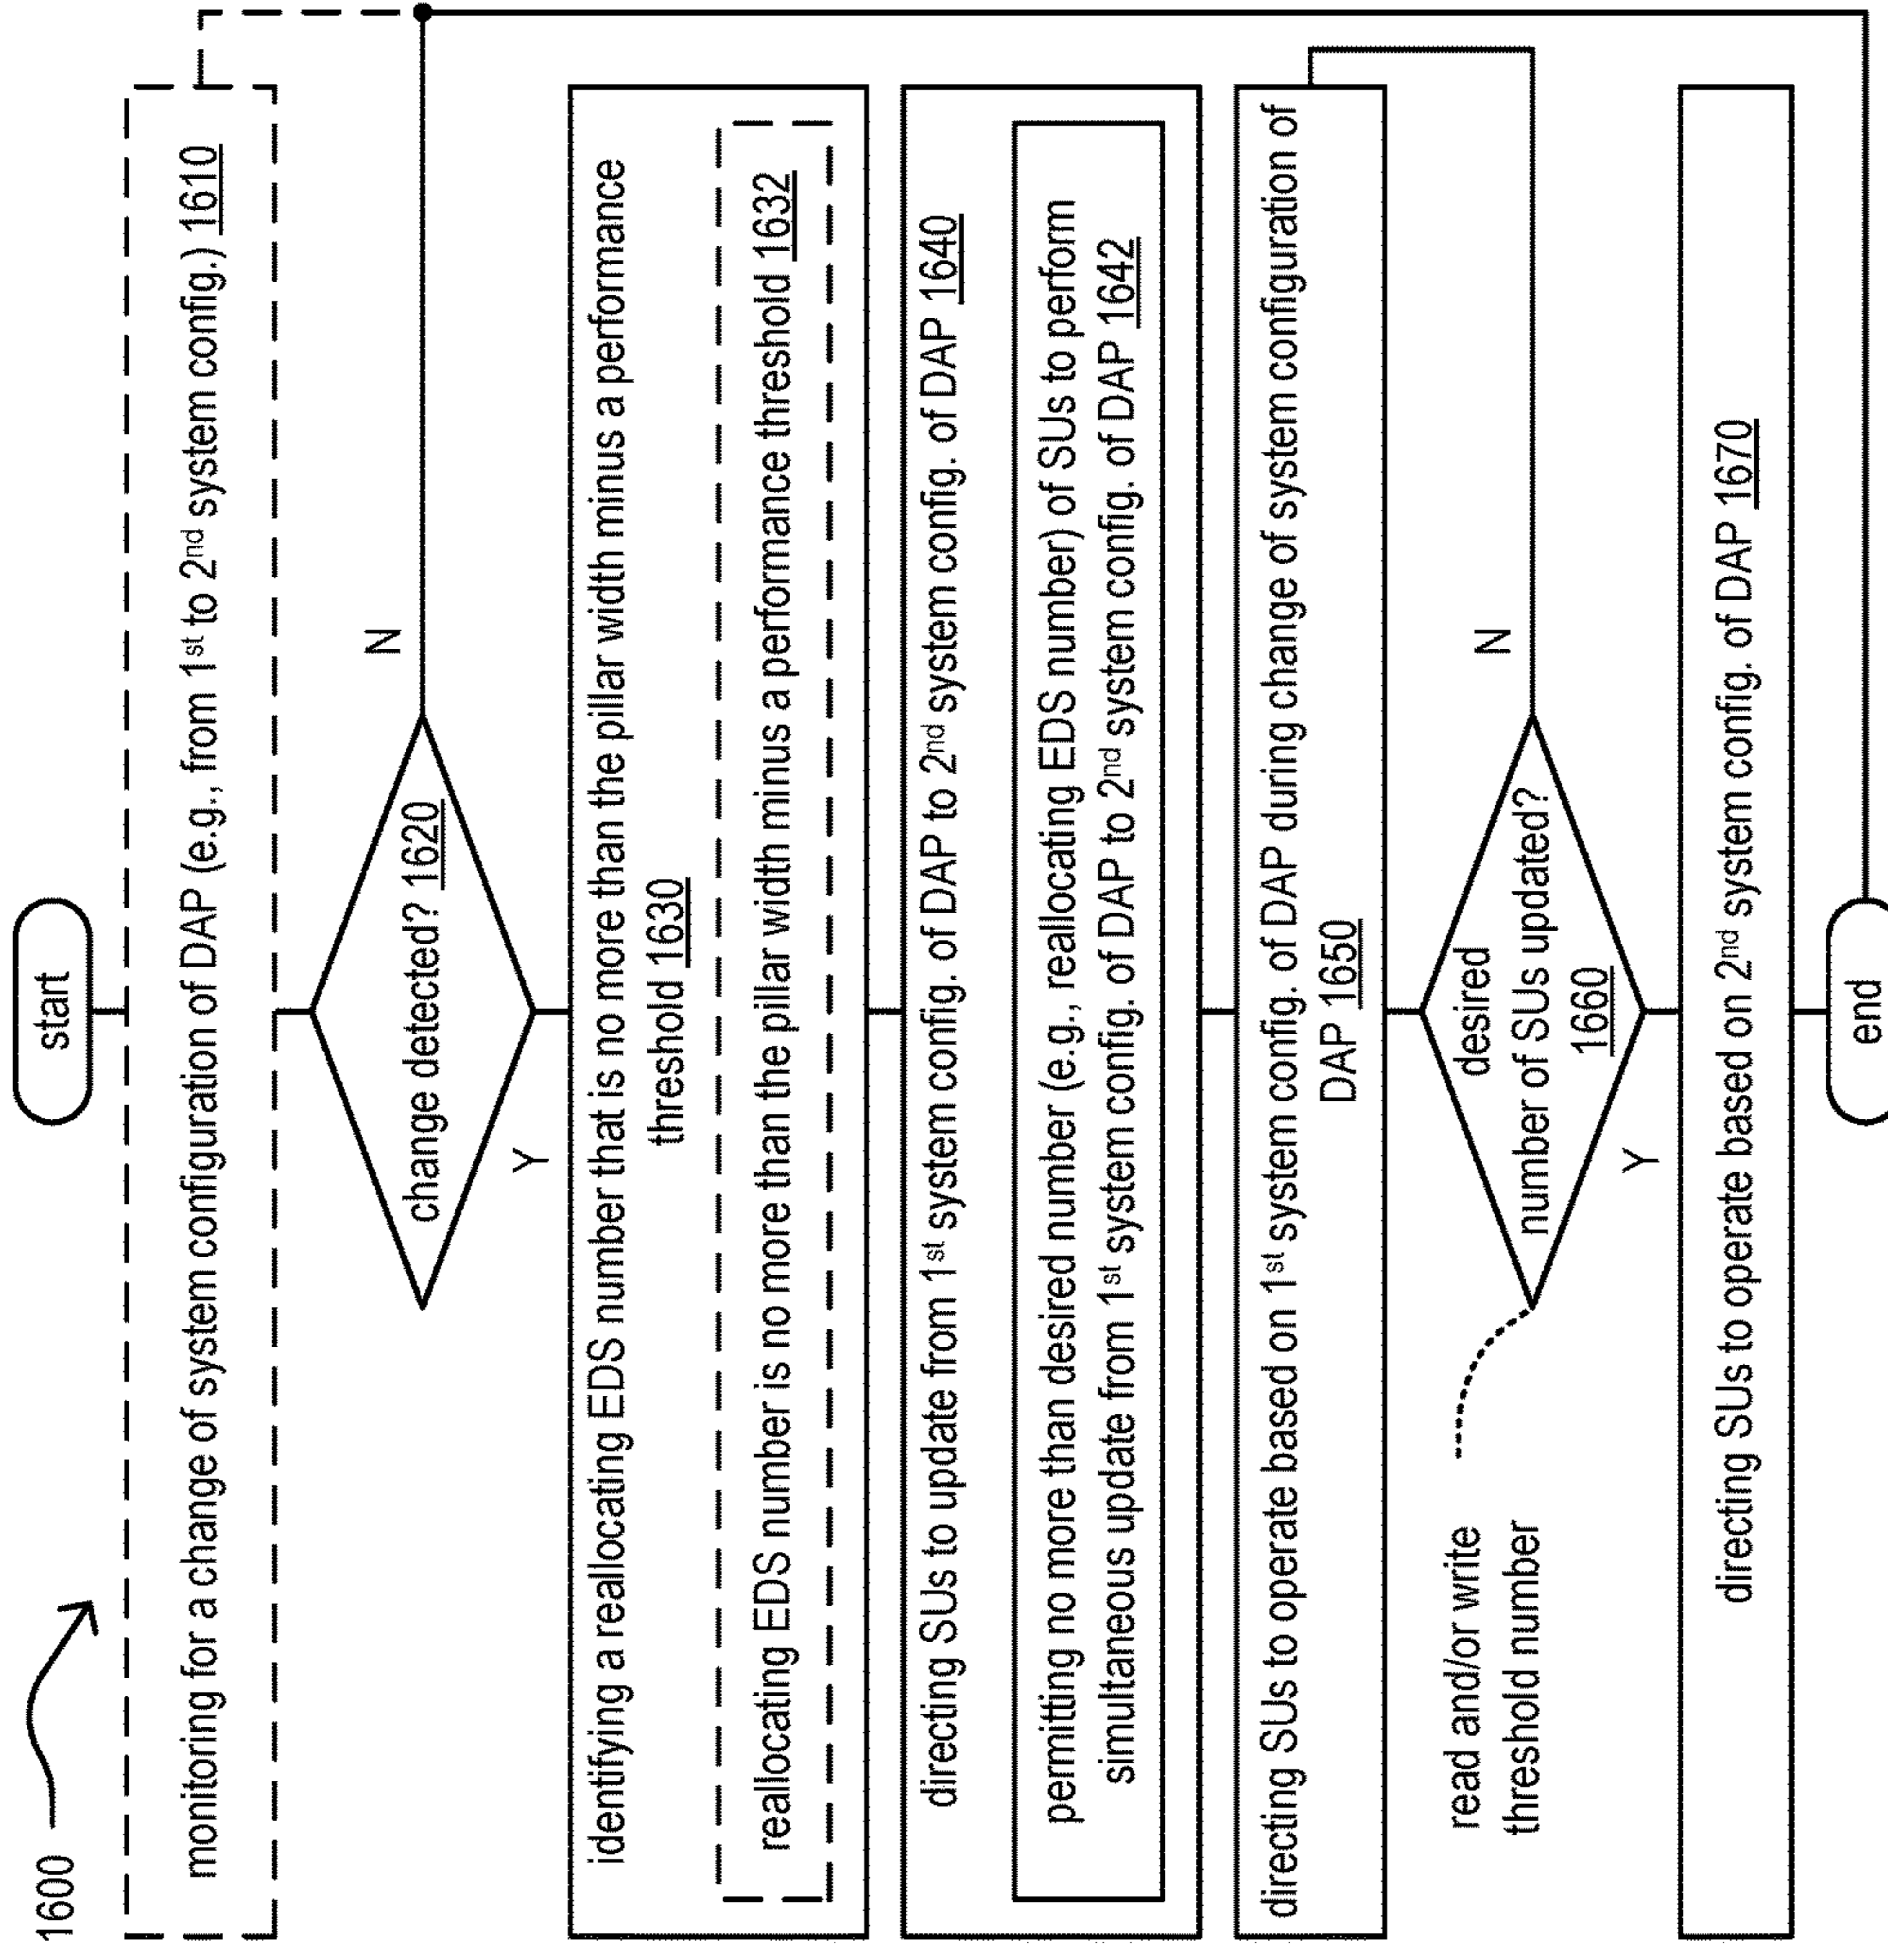 1600
start
monitoring for a change of system configuration of DAP (e.g., from 1st to 2nd system config.) 1610
change detected? 1620
N
Y
identifying a reallocating EDS number that is no more than the pillar width minus a performance
threshold 1630
reallocating EDS number is no more than the pillar width minus a performance threshold 1632
directing SUs to update from 1st system config. of DAP to 2nd system config. of DAP 1640
permitting no more than desired number (e.g., reallocating EDS number) of SUs to perform
simultaneous update from 1st system config. of DAP to 2nd system config. of DAP 1642
directing SUs to operate based on 1st system config. of DAP during change of system configuration of
DAP 1650
read and/or write
threshold number
desired
number of SUs updated?
1660
N
Y
directing SUs to operate based on 2nd system config. of DAP 1670
end